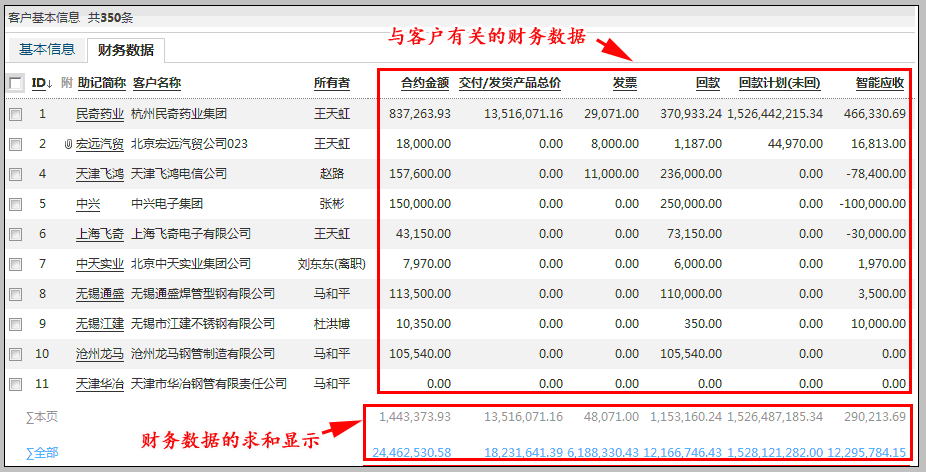 客户基本信息 共350条
与客户有关的财务数据
基本信息 财务数据
ID↓ 附 助记简称 客户名称 所有者 合约金额 交付/发货产品总价 发票 回款 回款计划(未回) 智能应收
1 民奇药业 杭州民奇药业集团 王天虹 837,263.93 13,516,071.16 29,071.00 370,933.24 1,526,442,215.34 466,330.69
2 宏远汽贸 北京宏远汽贸公司023 王天虹 18,000.00 0.00 8,000.00 1,187.00 44,970.00 16,813.00
4 天津飞鸿 天津飞鸿电信公司 赵路 157,600.00 0.00 11,000.00 236,000.00 0.00 -78,400.00
5 中兴 中兴电子集团 张彬 150,000.00 0.00 0.00 250,000.00 0.00 -100,000.00
6 上海飞奇 上海飞奇电子有限公司 王天虹 43,150.00 0.00 0.00 73,150.00 0.00 -30,000.00
7 中天实业 北京中天实业集团公司 刘东东(离职) 7,970.00 0.00 0.00 6,000.00 0.00 1,970.00
8 无锡通盛 无锡通盛焊管型钢有限公司 马和平 113,500.00 0.00 0.00 110,000.00 0.00 3,500.00
9 无锡江建 无锡市江建不锈钢有限公司 杜洪博 10,350.00 0.00 0.00 350.00 0.00 10,000.00
10 沧州龙马 沧州龙马钢管制造有限公司 马和平 105,540.00 0.00 0.00 105,540.00 0.00 0.00
11 天津华冶 天津市华冶钢管有限责任公司 马和平 0.00 0.00 0.00 0.00 0.00 0.00
∑本页 1,443,373.93 13,516,071.16 48,071.00 1,153,160.24 1,526,487,185.34 290,213.69
财务数据的求和显示
∑全部 24,462,530.58 18,231,641.39 6,188,330.43 12,166,746.43 1,528,121,282.00 12,295,784.15